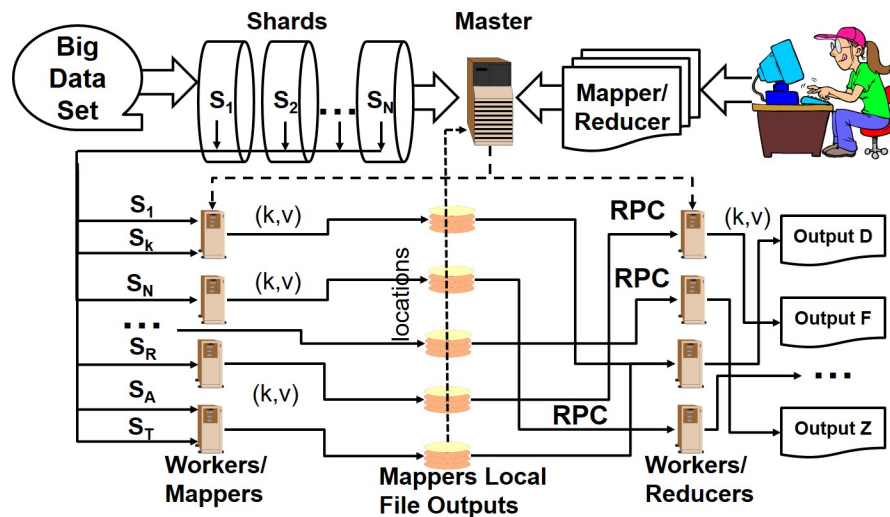 Shards
Master
Big
Data
Set
S1
S2
...
SN
Mapper/
Reducer
S1
(k,v)
RPC
(k,v)
Sk
Output D
SN
(k,v)
RPC
locations
Output F
...
SR
...
SA
(k,v)
RPC
ST
Output Z
Workers/
Mappers
Mappers Local
File Outputs
Workers/
Reducers